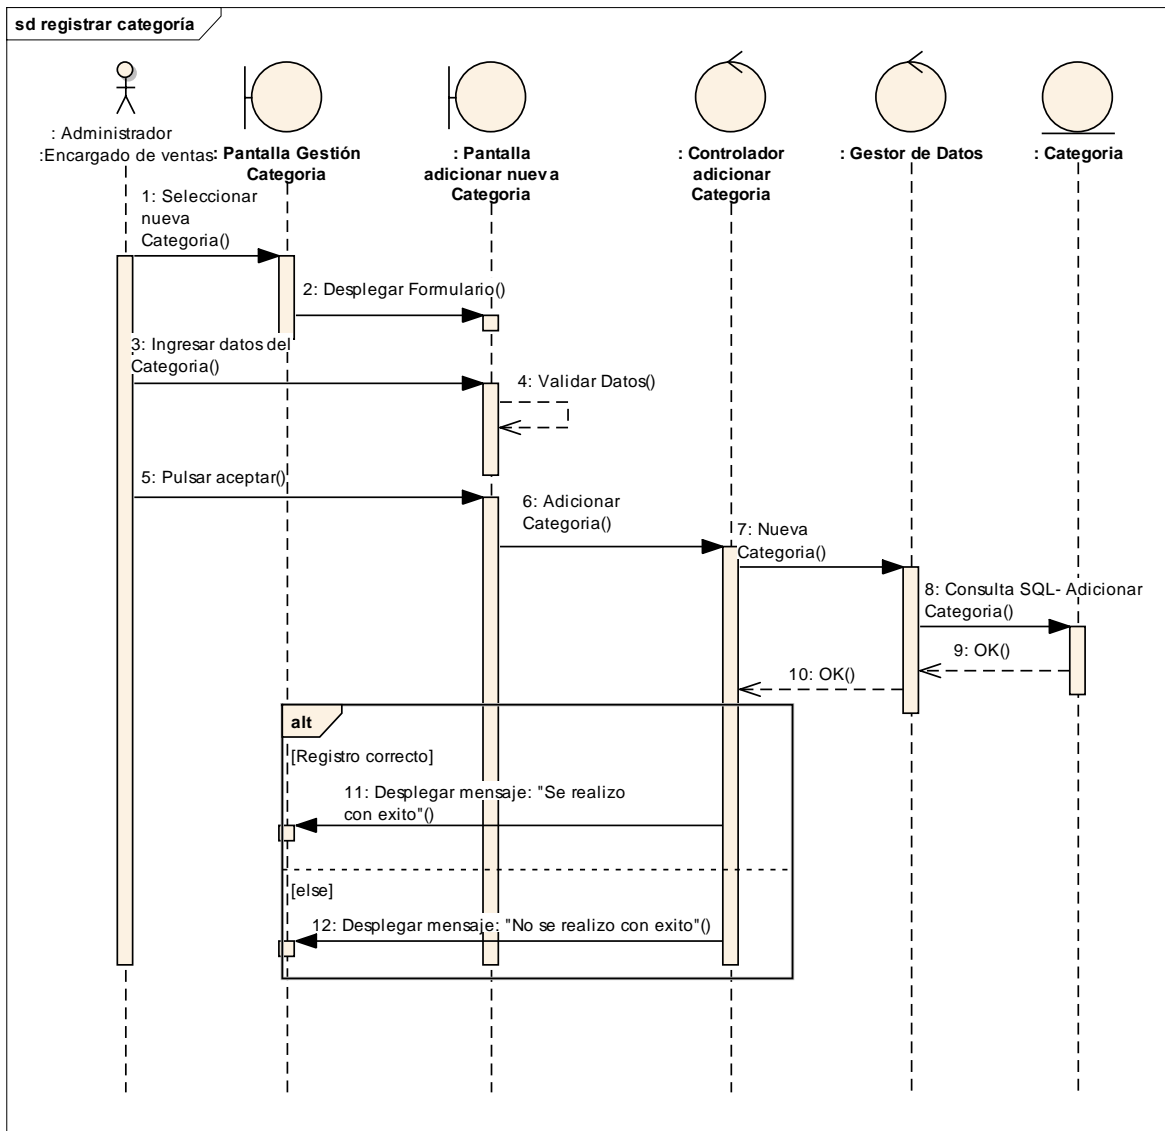 sd registrar categoría
: Administrador
:Encargado de ventas
: Pantalla Gestión
Categoria
: Pantalla
adicionar nueva
Categoria
: Controlador
adicionar
Categoria
: Gestor de Datos
: Categoria
1: Seleccionar
nueva
Categoria()
2: Desplegar Formulario()
3: Ingresar datos del
Categoria()
4: Validar Datos()
5: Pulsar aceptar()
6: Adicionar
Categoria()
7: Nueva
Categoria()
8: Consulta SQL- Adicionar
Categoria()
9: OK()
10: OK()
alt
[Registro correcto]
11: Desplegar mensaje: "Se realizo
con exito"()
[else]
12: Desplegar mensaje: "No se realizo con exito"()